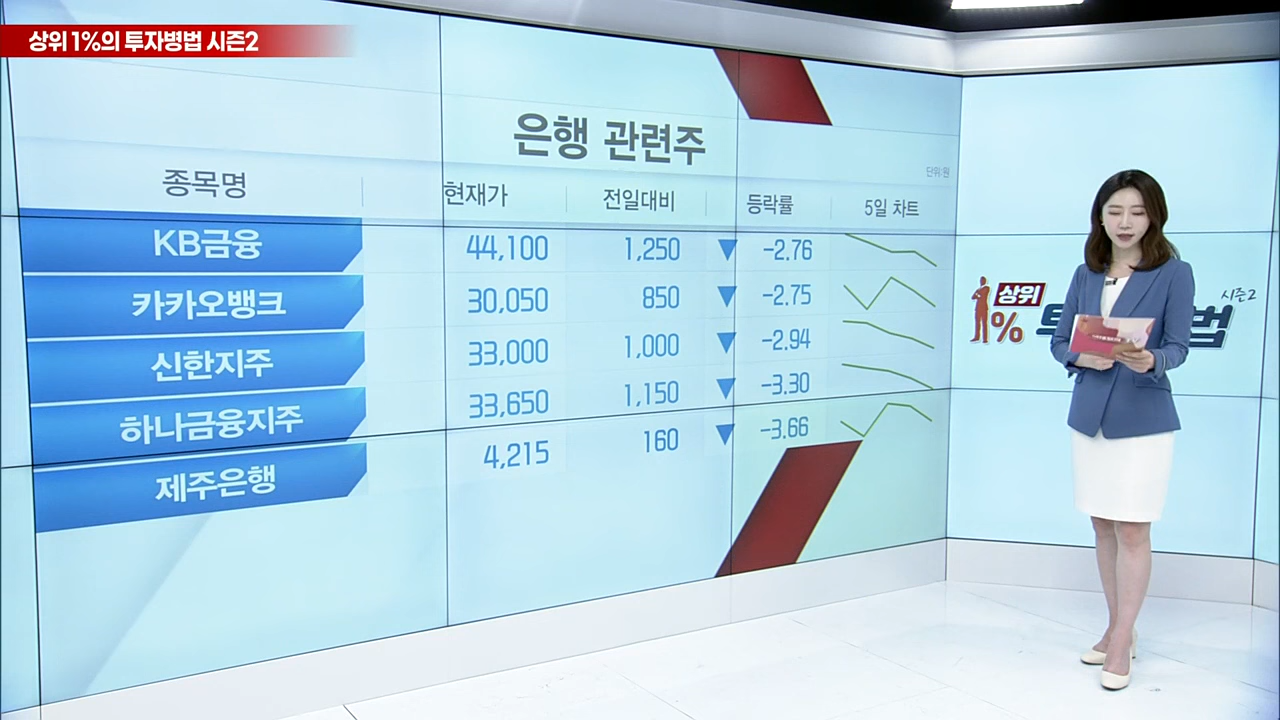 상위 1%의 투자병법 시즌2
은행 관련주
단위:원
종목명 현재가 전일대비 등락률 5일 차트
KB금융 44,100 1,250 ▼ -2.76
카카오뱅크 30,050 850 ▼ -2.75
신한지주 33,000 1,000 ▼ -2.94
하나금융지주 33,650 1,150 ▼ -3.30
제주은행 4,215 160 ▼ -3.66
상위
1%
법
시즌2